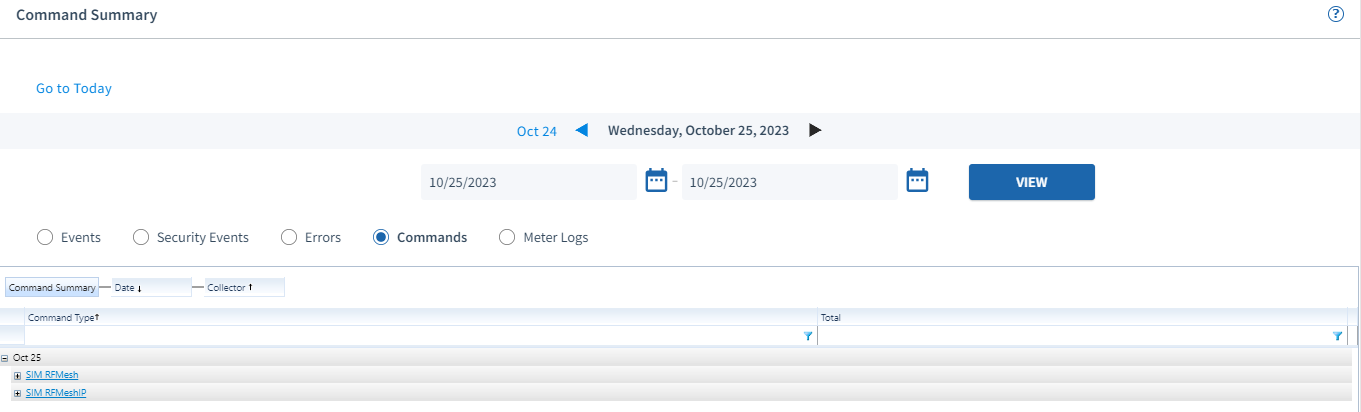 Command Summary
?
Go to Today
Oct 24 Wednesday, October 25, 2023
10/25/2023 – 10/25/2023 VIEW
Events Security Events Errors Commands Meter Logs
Command Summary Date ↓ Collector ↑
Command Type↑ Total
Oct 25
SIM RFMesh
SIM RFMeshIP